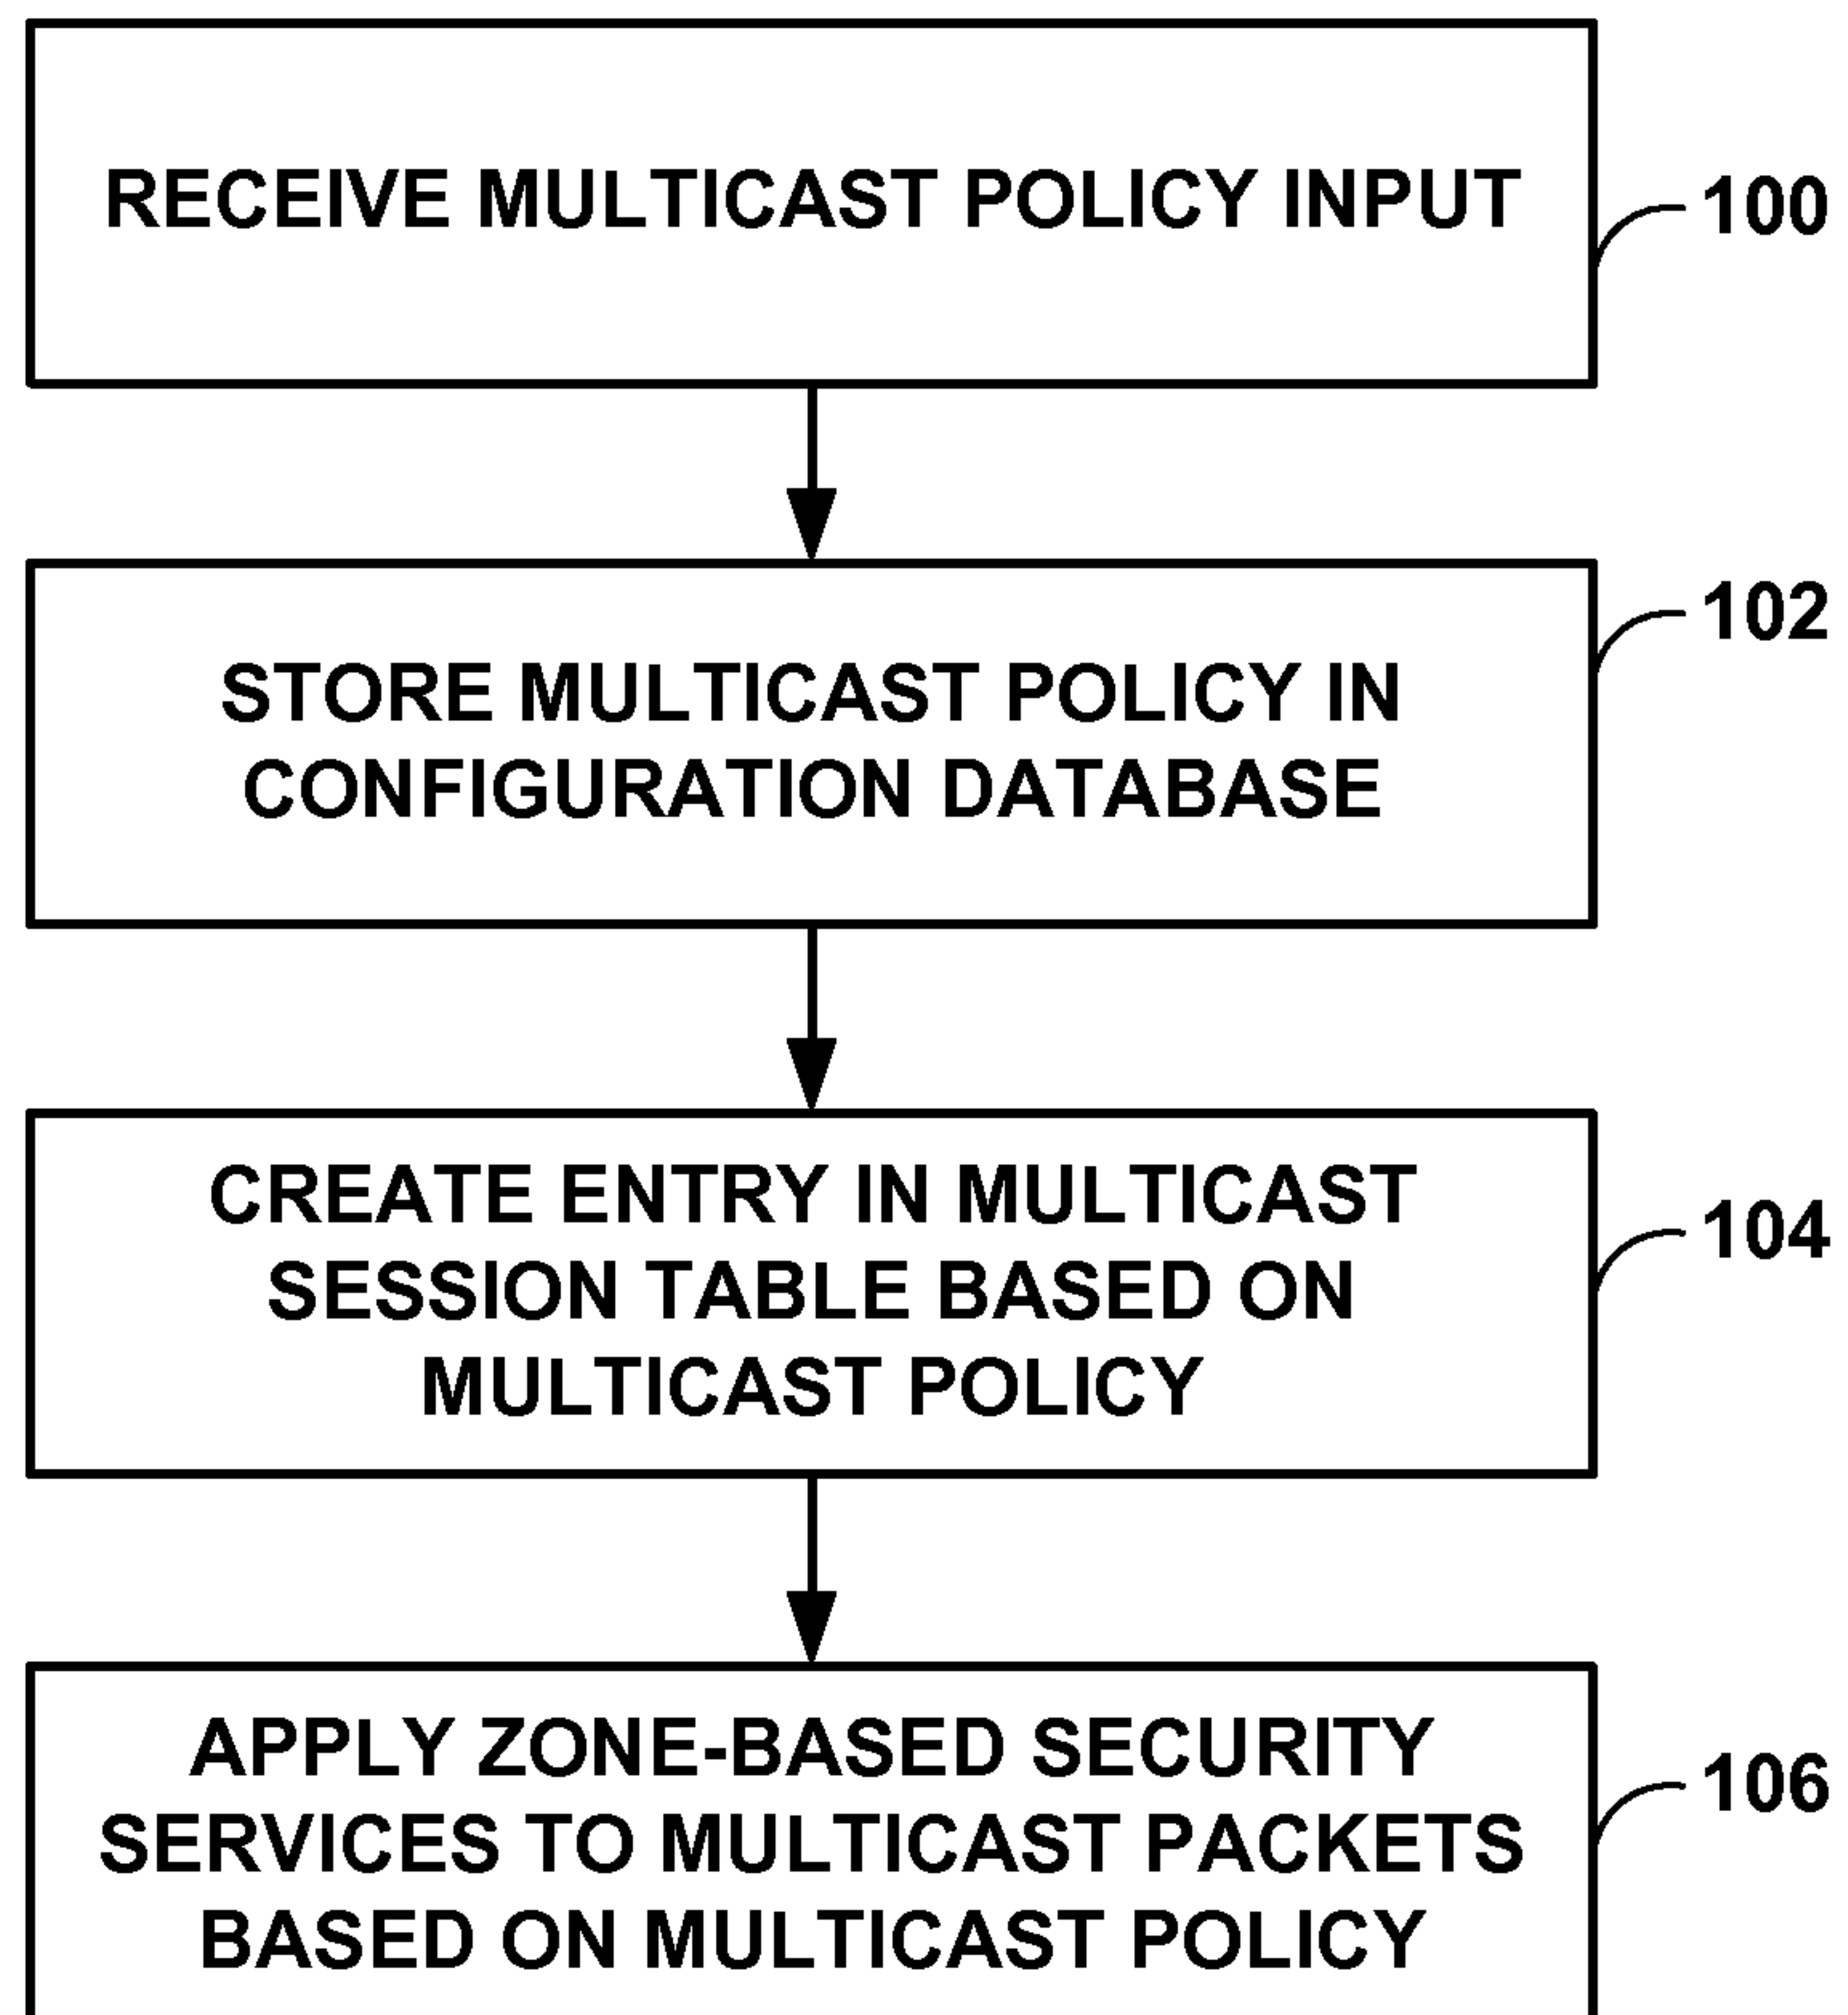 RECEIVE MULTICAST POLICY INPUT
100
STORE MULTICAST POLICY IN
CONFIGURATION DATABASE
102
CREATE ENTRY IN MULTICAST
SESSION TABLE BASED ON
MULTICAST POLICY
104
APPLY ZONE-BASED SECURITY
SERVICES TO MULTICAST PACKETS
BASED ON MULTICAST POLICY
106